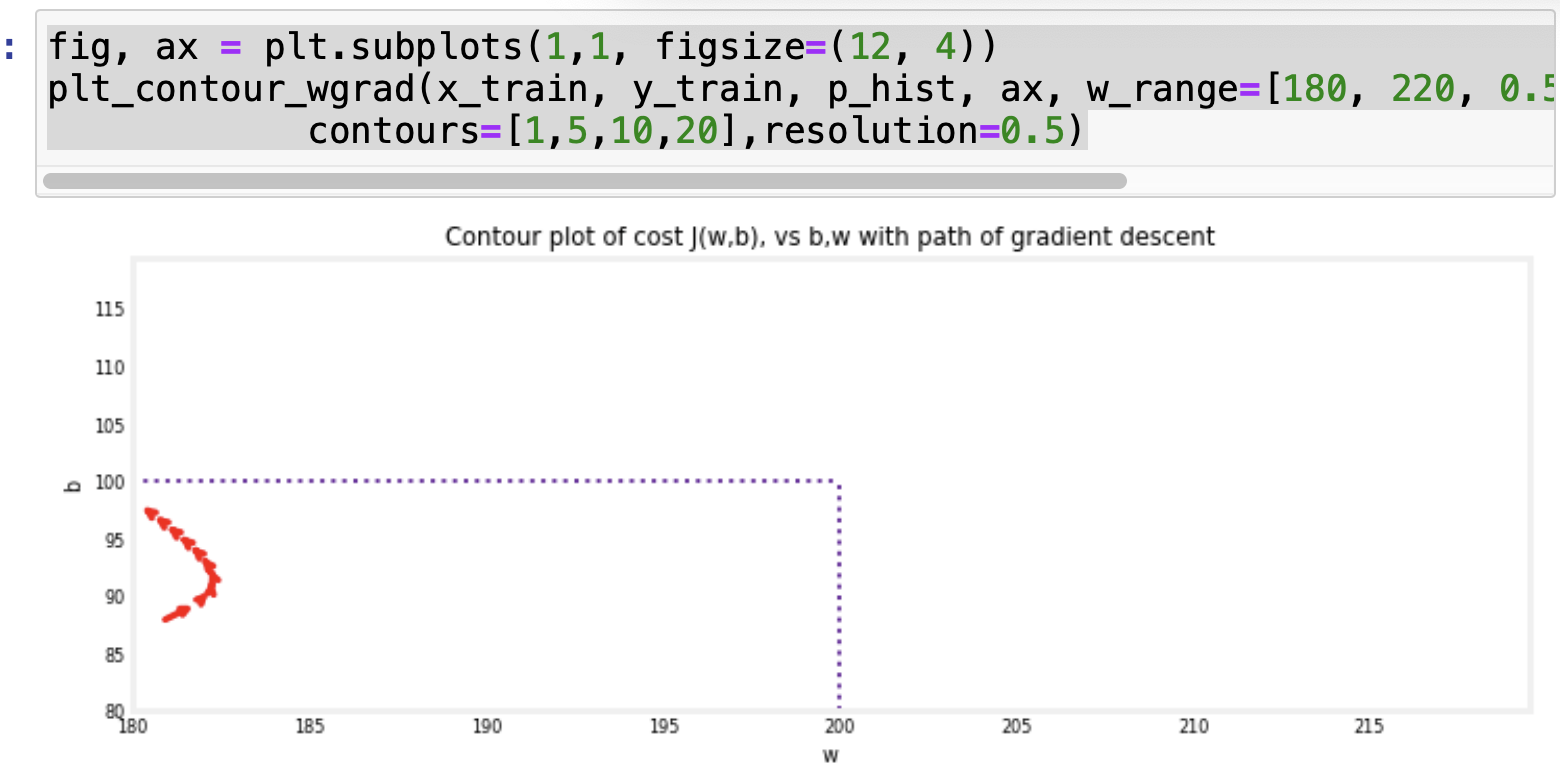 :
fig, ax = plt.subplots(1,1, figsize=(12, 4))
plt_contour_wgrad(x_train, y_train, p_hist, ax, w_range=[180, 220, 0.5
contours=[1,5,10,20],resolution=0.5)
Contour plot of cost J(w,b), vs b,w with path of gradient descent
115
110
105
100
95
90
85
80
b
180 185 190 195 200 205 210 215
w